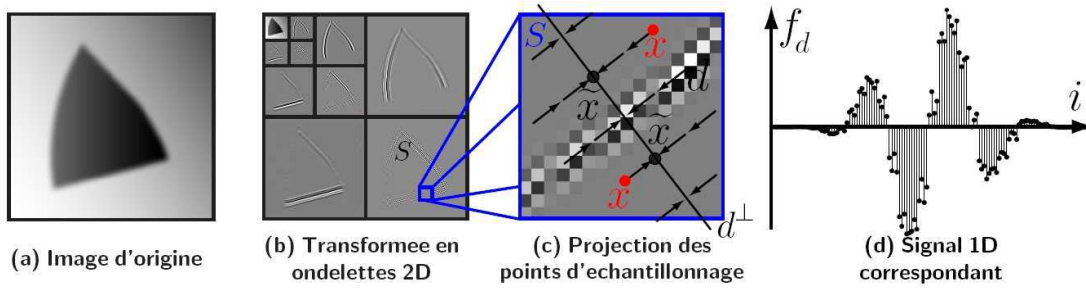 S
S
x
d
x̃
x̃
x
d⊥
f_d
i
(a) Image d'origine
(b) Transformee en
ondelettes 2D
(c) Projection des
points d'echantillonnage
(d) Signal 1D
correspondant